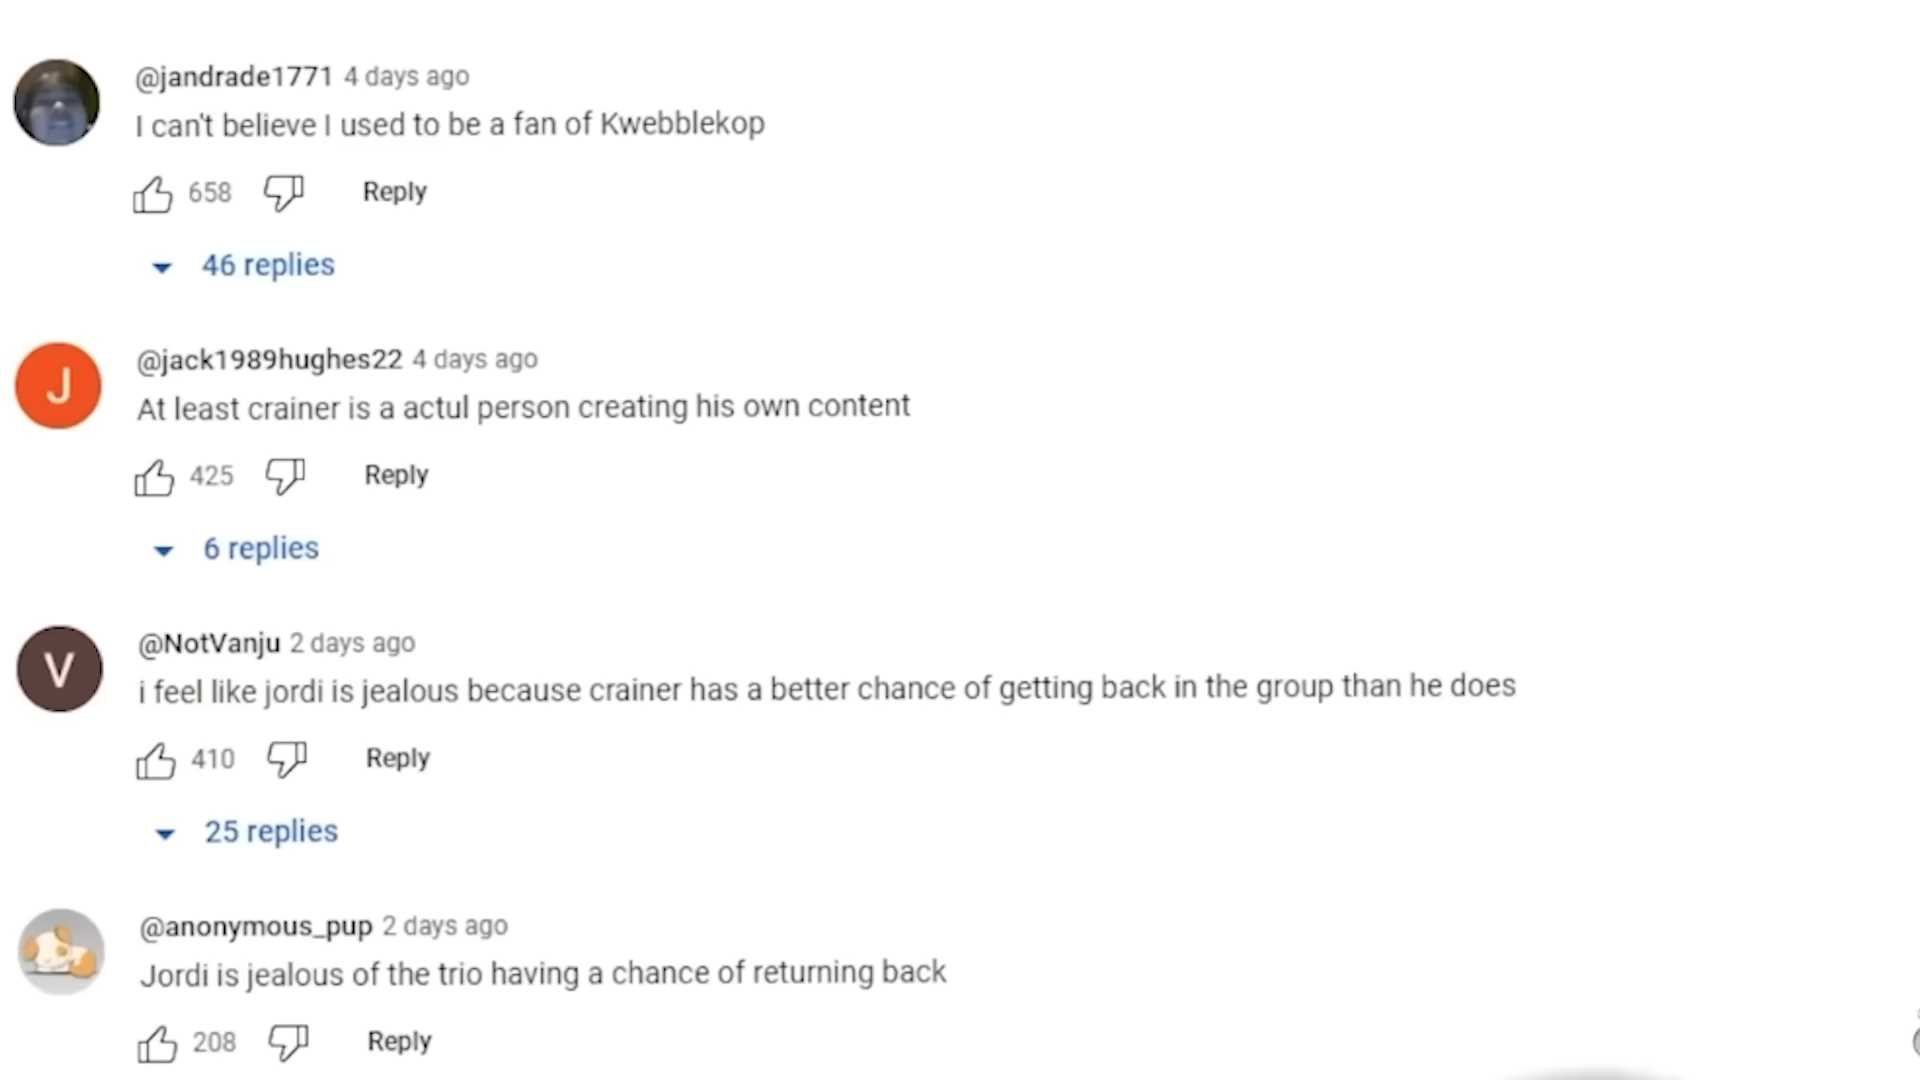 @jandrade1771 4 days ago
I can't believe I used to be a fan of Kwebblekop
658 Reply
46 replies
J
@jack1989hughes22 4 days ago
At least crainer is a actul person creating his own content
425 Reply
6 replies
V
@NotVanju 2 days ago
i feel like jordi is jealous because crainer has a better chance of getting back in the group than he does
410 Reply
25 replies
@anonymous_pup 2 days ago
Jordi is jealous of the trio having a chance of returning back
208 Reply